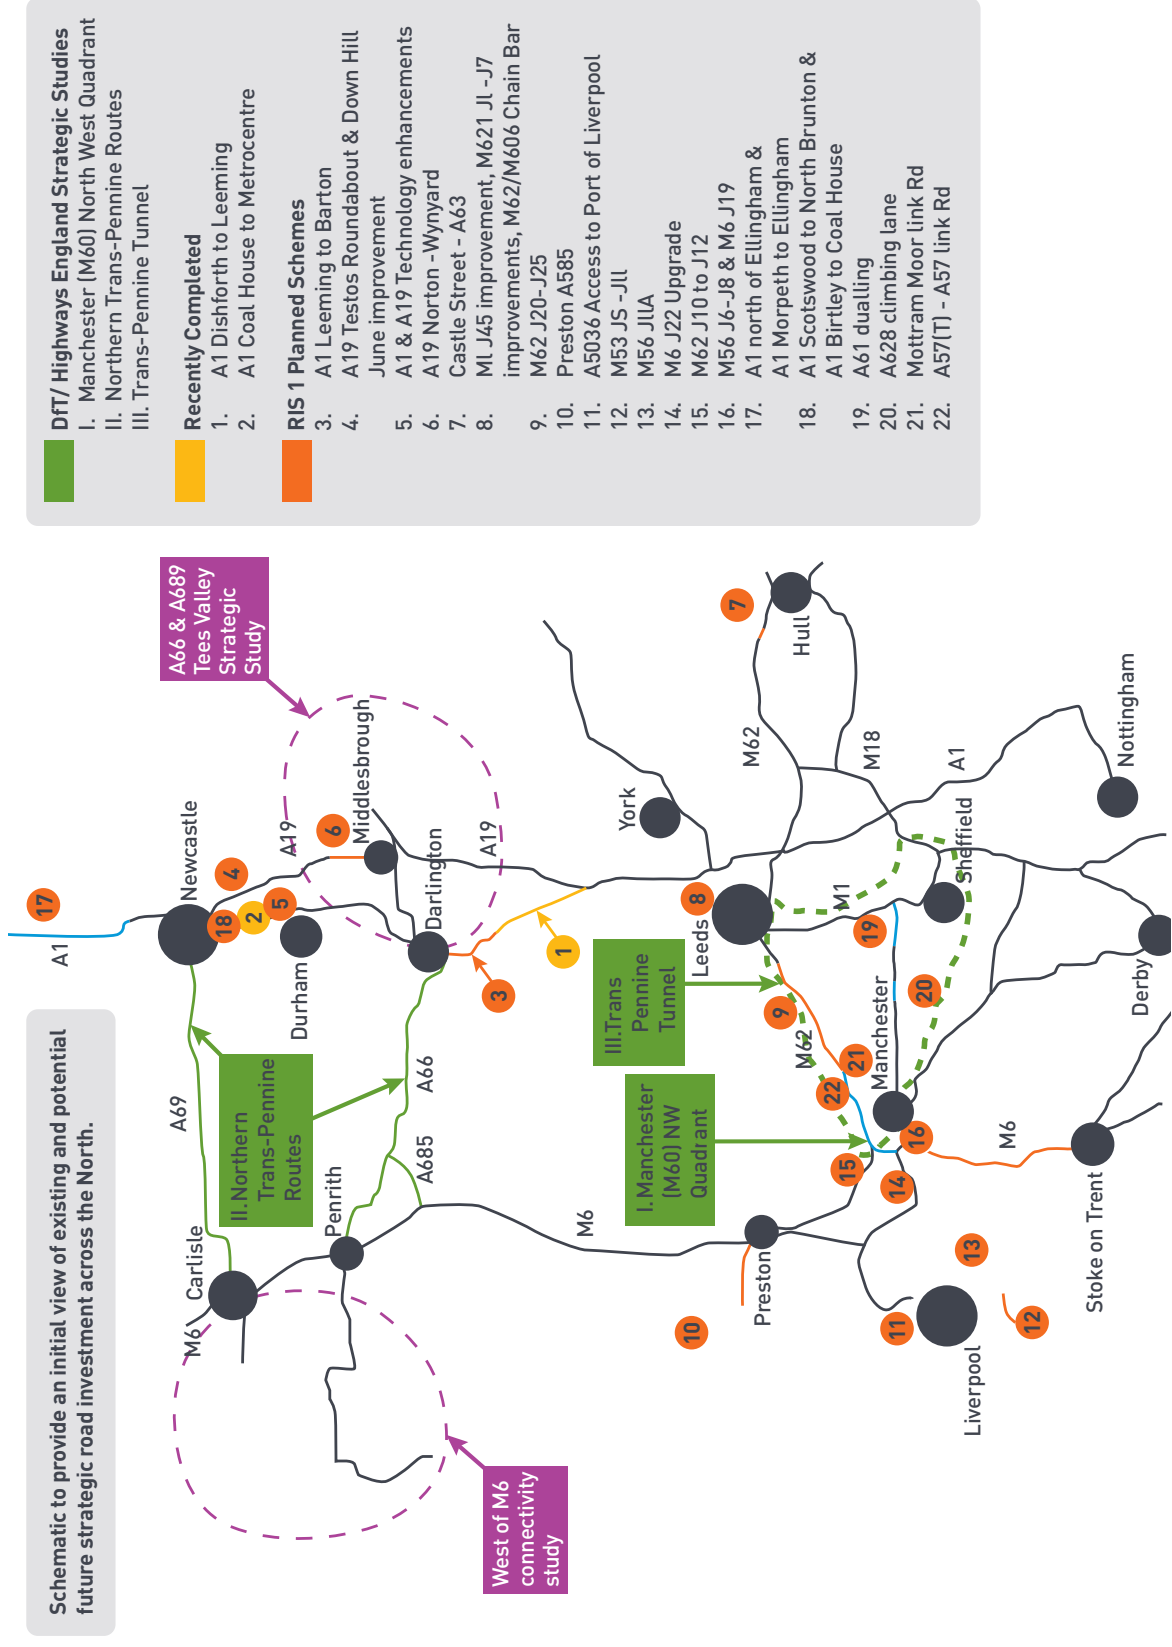 Schematic to provide an initial view of existing and potential
future strategic road investment across the North.
DfT/ Highways England Strategic Studies
I. Manchester (M60) North West Quadrant
II. Northern Trans-Pennine Routes
III. Trans-Pennine Tunnel
Recently Completed
1. A1 Dishforth to Leeming
2. A1 Coal House to Metrocentre
RIS 1 Planned Schemes
3. A1 Leeming to Barton
4. A19 Testos Roundabout & Down Hill
June improvement
5. A1 & A19 Technology enhancements
6. A19 Norton -Wynyard
7. Castle Street - A63
8. Ml J45 improvement, M621 Jl -J7
improvements, M62/M606 Chain Bar
9. M62 J20-J25
10. Preston A585
11. A5036 Access to Port of Liverpool
12. M53 JS -Jll
13. M56 JllA
14. M6 J22 Upgrade
15. M62 J10 to J12
16. M56 J6-J8 & M6 J19
17. A1 north of Ellingham &
A1 Morpeth to Ellingham
18. A1 Scotswood to North Brunton &
A1 Birtley to Coal House
19. A61 dualling
20. A628 climbing lane
21. Mottram Moor link Rd
22. A57(T) - A57 link Rd
A1
17
A66 & A689
Tees Valley
Strategic
Study
Newcastle
4
18
2
5
A19
6
Middlesbrough
Durham
Darlington
A19
A69
II.Northern
Trans-Pennine
Routes
A66
A685
Penrith
Carlisle
M6
3
1
West of M6
connectivity
study
M6
York
7
Hull
M62
M18
A1
Nottingham
Leeds
8
M1
Sheffield
19
20
III.Trans
Pennine
Tunnel
9
M62
21
22
Manchester
I.Manchester
(M60) NW
Quadrant
15
16
14
M6
Derby
Preston
10
11
Liverpool
13
12
Stoke on Trent